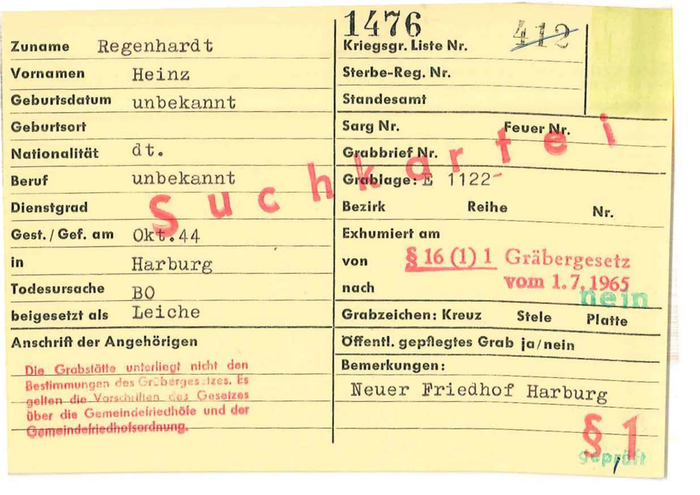 Zuname Regenhardt
Vornamen Heinz
Geburtsdatum unbekannt
Geburtsort
Nationalität dt.
Beruf unbekannt
Dienstgrad
Gest./Gef. am Okt.44
in Harburg
Todesursache BO
beigesetzt als Leiche
Anschrift der Angehörigen
Die Grabstätte unterliegt nicht den
Bestimmungen des Gräbergesetzes. Es
gelten die Vorschriften des Gesetzes
über die Gemeindefriedhöfe und der
Gemeindefriedhofsordnung.
Suchkartei
1476 412
Kriegsgr. Liste Nr.
Sterbe-Reg. Nr.
Standesamt
Sarg Nr. Feuer Nr.
Grabbrief Nr.
Grablage: E 1122
Bezirk Reihe Nr.
Exhumiert am
von § 16 (1) 1 Gräbergesetz
nach vom 1.7.1965
nein
Grabzeichen: Kreuz Stele Platte
Öffentl. gepflegtes Grab ja/nein
Bemerkungen:
Neuer Friedhof Harburg
§ 1
geprüft